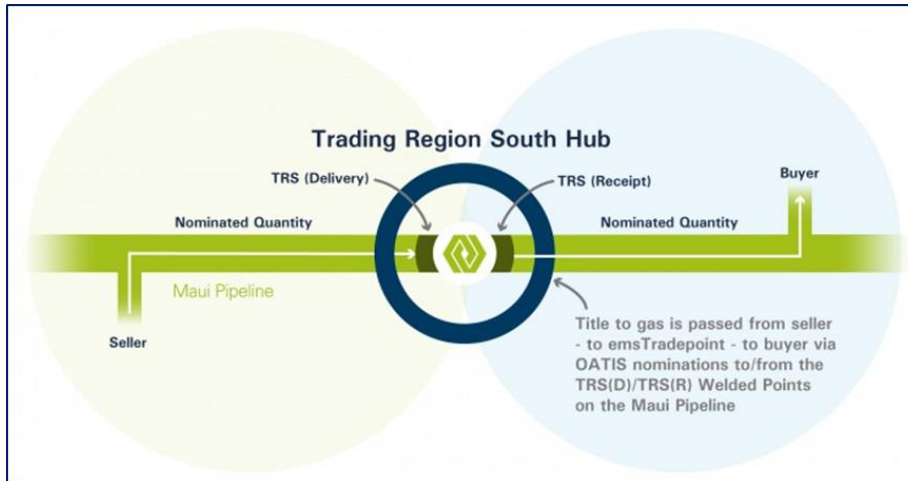 Trading Region South Hub
TRS (Delivery)
TRS (Receipt)
Buyer
Nominated Quantity
Nominated Quantity
Maui Pipeline
Seller
Title to gas is passed from seller
- to emsTradepoint - to buyer via
OATIS nominations to/from the
TRS(D)/TRS(R) Welded Points
on the Maui Pipeline